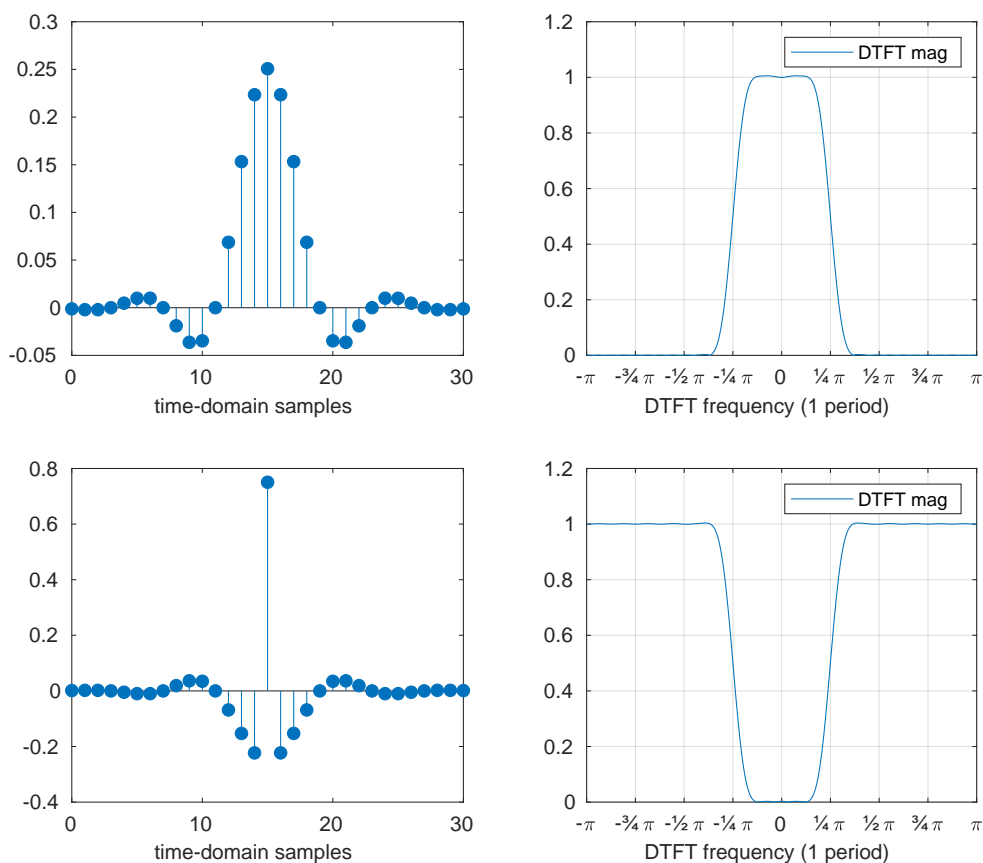 0.3
0.25
0.2
0.15
0.1
0.05
0
-0.05
0 10 20 30
time-domain samples
1.2
1
0.8
0.6
0.4
0.2
0
DTFT mag
-π -¾ π -½ π -¼ π 0 ¼ π ½ π ¾ π π
DTFT frequency (1 period)
0.8
0.6
0.4
0.2
0
-0.2
-0.4
0 10 20 30
time-domain samples
1.2
1
0.8
0.6
0.4
0.2
0
DTFT mag
-π -¾ π -½ π -¼ π 0 ¼ π ½ π ¾ π π
DTFT frequency (1 period)